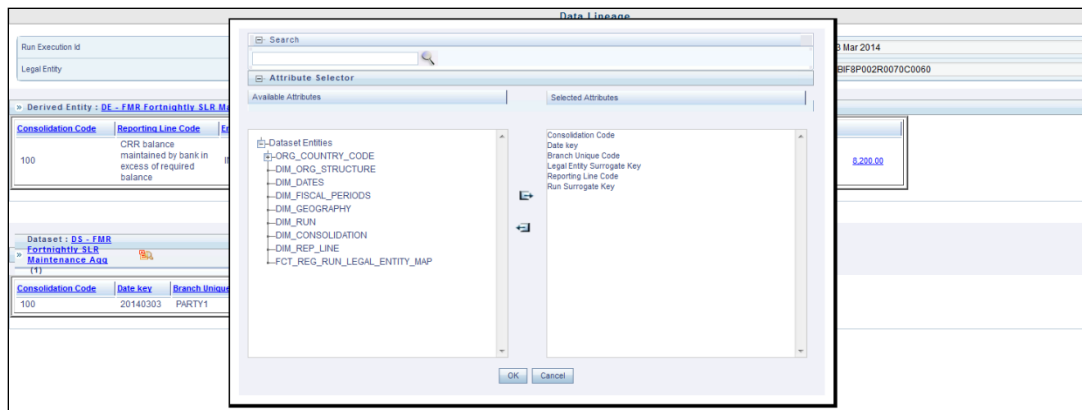 Data Lineage
Run Execution Id
3 Mar 2014
Legal Entity
BIF8P002R0070C0060
» Derived Entity : DE - FMR Fortnightly SLR
Consolidation Code Reporting Line Code
100
CRR balance
maintained by bank in
excess of required
balance
8,200.00
Dataset : DS - FMR
» Fortnightly SLR
Maintenance Agg
(1)
Consolidation Code Date key Branch Unique
100 20140303 PARTY1
Search
Attribute Selector
Available Attributes
Dataset Entities
ORG_COUNTRY_CODE
DIM_ORG_STRUCTURE
DIM_DATES
DIM_FISCAL_PERIODS
DIM_GEOGRAPHY
DIM_RUN
DIM_CONSOLIDATION
DIM_REP_LINE
FCT_REG_RUN_LEGAL_ENTITY_MAP
Selected Attributes
Consolidation Code
Date key
Branch Unique Code
Legal Entity Surrogate Key
Reporting Line Code
Run Surrogate Key
OK Cancel